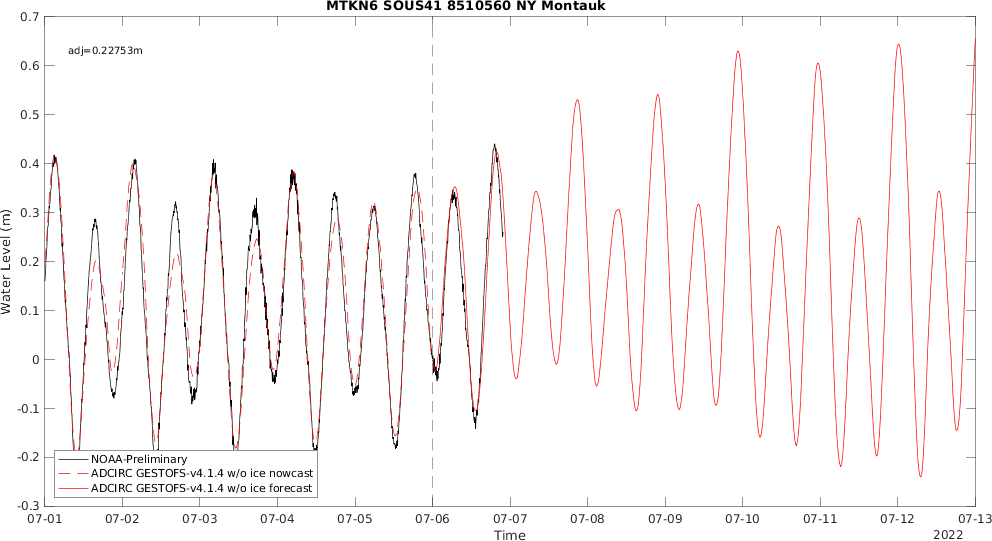 MTKN6 SOUS41 8510560 NY Montauk
0.7
adj=0.22753m
0.6
0.5
0.4
0.3
0.2
0.1
0
-0.1
-0.2
-0.3
Water Level (m)
NOAA-Preliminary
ADCIRC GESTOFS-v4.1.4 w/o ice nowcast
ADCIRC GESTOFS-v4.1.4 w/o ice forecast
07-01 07-02 07-03 07-04 07-05 07-06 07-07 07-08 07-09 07-10 07-11 07-12 07-13
Time
2022